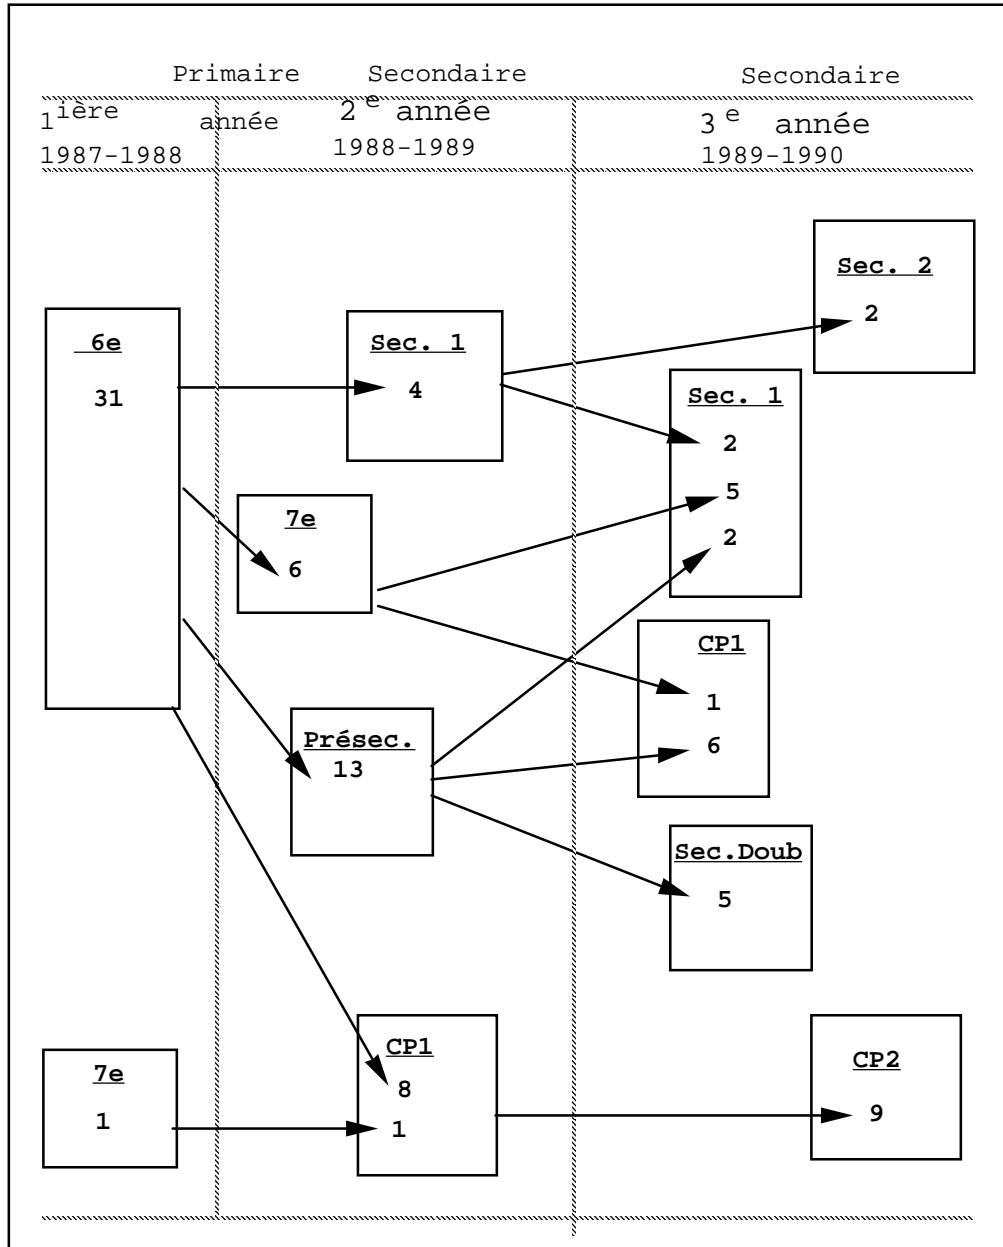 Primaire Secondaire Secondaire
1ière année 2e année 3e année
1987-1988 1988-1989 1989-1990
Sec. 2
2
6e
31
Sec. 1
4
Sec. 1
2
5
2
7e
6
CP1
1
6
Présec.
13
Sec.Doub
5
7e
1
CP1
8
1
CP2
9